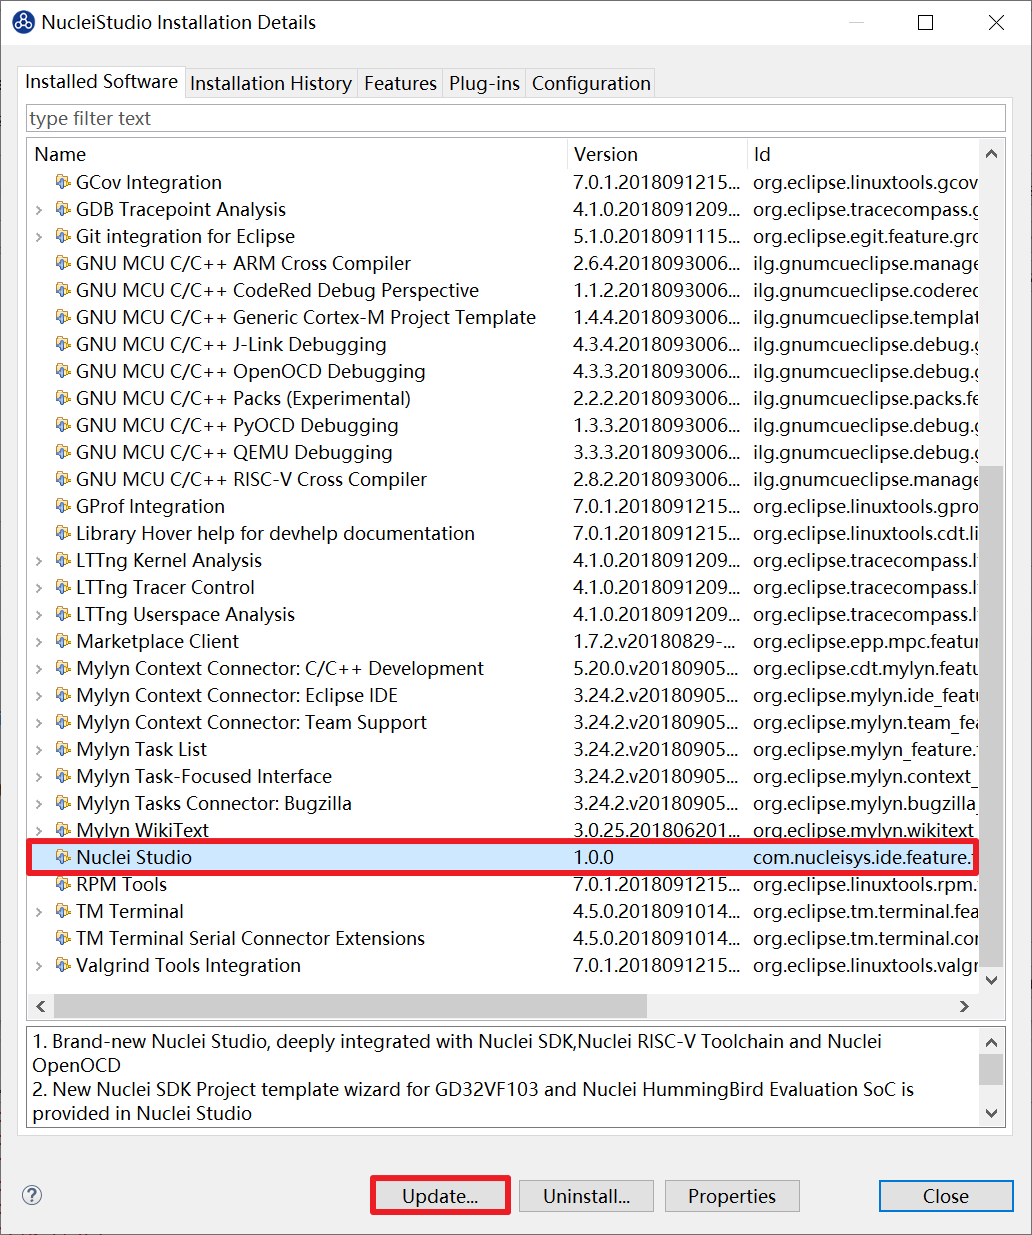 NucleiStudio Installation Details
Installed Software Installation History Features Plug-ins Configuration
type filter text
Name Version Id
GCov Integration 7.0.1.2018091215... org.eclipse.linuxtools.gcov
GDB Tracepoint Analysis 4.1.0.2018091209... org.eclipse.tracecompass.g
Git integration for Eclipse 5.1.0.2018091115... org.eclipse.egit.feature.gro
GNU MCU C/C++ ARM Cross Compiler 2.6.4.2018093006... ilg.gnumcueclipse.manage
GNU MCU C/C++ CodeRed Debug Perspective 1.1.2.2018093006... ilg.gnumcueclipse.codered
GNU MCU C/C++ Generic Cortex-M Project Template 1.4.4.2018093006... ilg.gnumcueclipse.templat
GNU MCU C/C++ J-Link Debugging 4.3.4.2018093006... ilg.gnumcueclipse.debug.g
GNU MCU C/C++ OpenOCD Debugging 4.3.3.2018093006... ilg.gnumcueclipse.debug.g
GNU MCU C/C++ Packs (Experimental) 2.2.2.2018093006... ilg.gnumcueclipse.packs.fe
GNU MCU C/C++ PyOCD Debugging 1.3.3.2018093006... ilg.gnumcueclipse.debug.g
GNU MCU C/C++ QEMU Debugging 3.3.3.2018093006... ilg.gnumcueclipse.debug.g
GNU MCU C/C++ RISC-V Cross Compiler 2.8.2.2018093006... ilg.gnumcueclipse.manage
GProf Integration 7.0.1.2018091215... org.eclipse.linuxtools.gpro
Library Hover help for devhelp documentation 7.0.1.2018091215... org.eclipse.linuxtools.cdt.li
LTTng Kernel Analysis 4.1.0.2018091209... org.eclipse.tracecompass.l
LTTng Tracer Control 4.1.0.2018091209... org.eclipse.tracecompass.l
LTTng Userspace Analysis 4.1.0.2018091209... org.eclipse.tracecompass.l
Marketplace Client 1.7.2.v20180829-... org.eclipse.epp.mpc.featur
Mylyn Context Connector: C/C++ Development 5.20.0.v20180905... org.eclipse.cdt.mylyn.featu
Mylyn Context Connector: Eclipse IDE 3.24.2.v20180905... org.eclipse.mylyn.ide_featu
Mylyn Context Connector: Team Support 3.24.2.v20180905... org.eclipse.mylyn.team_fea
Mylyn Task List 3.24.2.v20180905... org.eclipse.mylyn_feature.
Mylyn Task-Focused Interface 3.24.2.v20180905... org.eclipse.mylyn.context_
Mylyn Tasks Connector: Bugzilla 3.24.2.v20180905... org.eclipse.mylyn.bugzilla_
Mylyn WikiText 3.0.25.201806201... org.eclipse.mylyn.wikitext_
Nuclei Studio 1.0.0 com.nucleisys.ide.feature.
RPM Tools 7.0.1.2018091215... org.eclipse.linuxtools.rpm.
TM Terminal 4.5.0.2018091014... org.eclipse.tm.terminal.fea
TM Terminal Serial Connector Extensions 4.5.0.2018091014... org.eclipse.tm.terminal.con
Valgrind Tools Integration 7.0.1.2018091215... org.eclipse.linuxtools.valgr
1. Brand-new Nuclei Studio, deeply integrated with Nuclei SDK,Nuclei RISC-V Toolchain and Nuclei
OpenOCD
2. New Nuclei SDK Project template wizard for GD32VF103 and Nuclei HummingBird Evaluation SoC is
provided in Nuclei Studio
Update... Uninstall... Properties Close